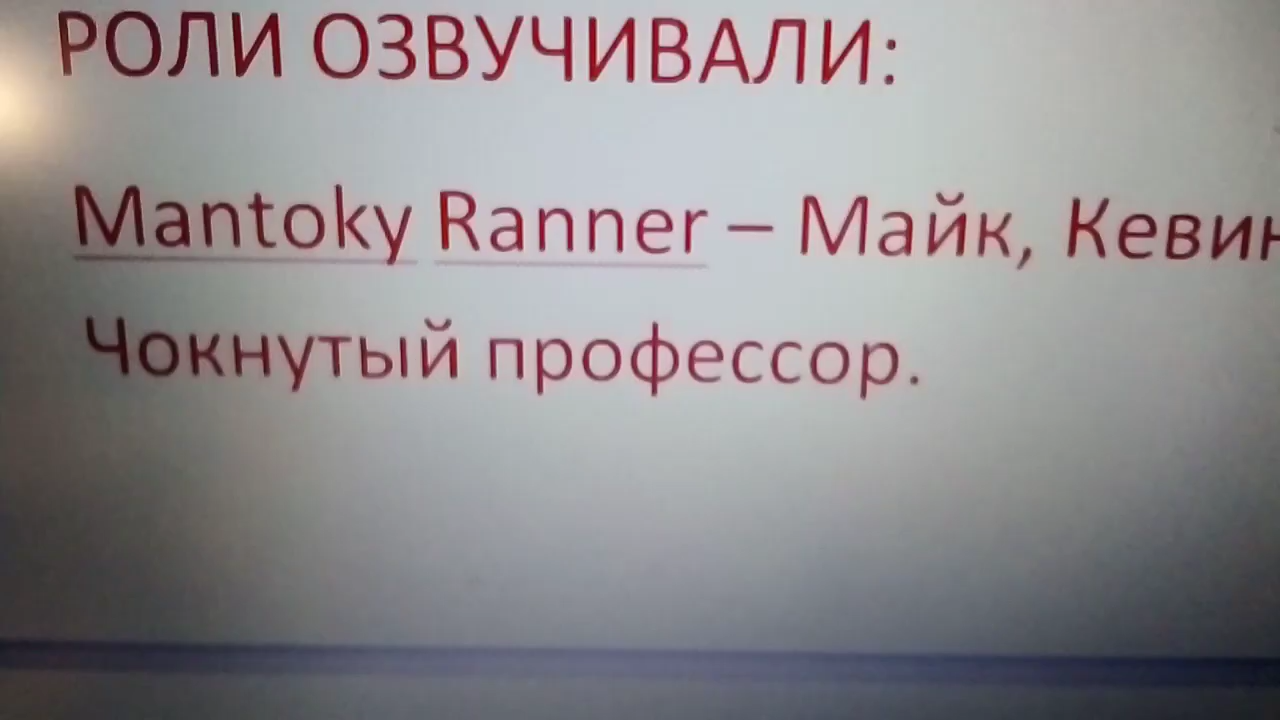 РОЛИ ОЗВУЧИВАЛИ:
Mantoky Ranner – Майк, Кевин
Чокнутый профессор.